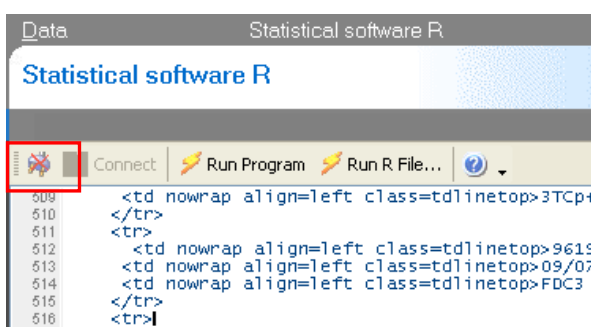 Data Statistical software R
Statistical software R
Connect Run Program Run R File...
509 <td nowrap align=left class=tdlinetop>3TCp+
510 </tr>
511 <tr>
512 <td nowrap align=left class=tdlinetop>9619
513 <td nowrap align=left class=tdlinetop>09/07
514 <td nowrap align=left class=tdlinetop>FDC3
515 </tr>
516 <tr>